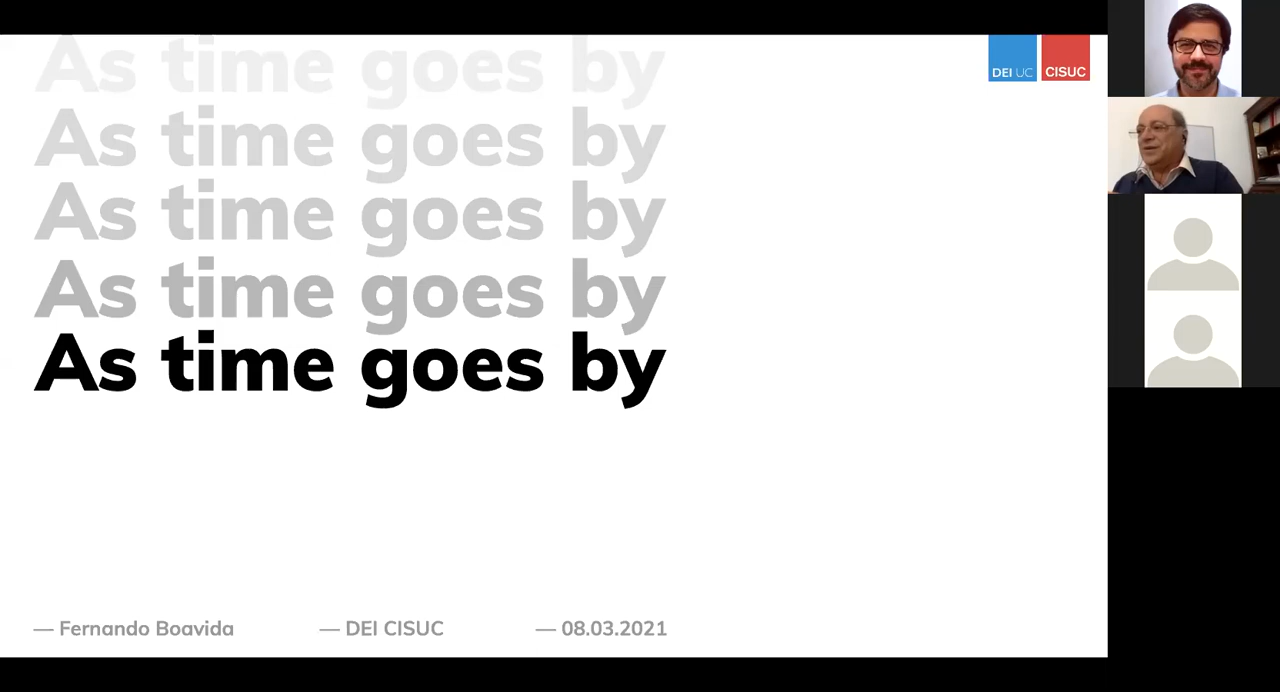 As time goes by
DEI UC
CISUC
As time goes by
As time goes by
As time goes by
As time goes by
— Fernando Boavida
— DEI CISUC
— 08.03.2021